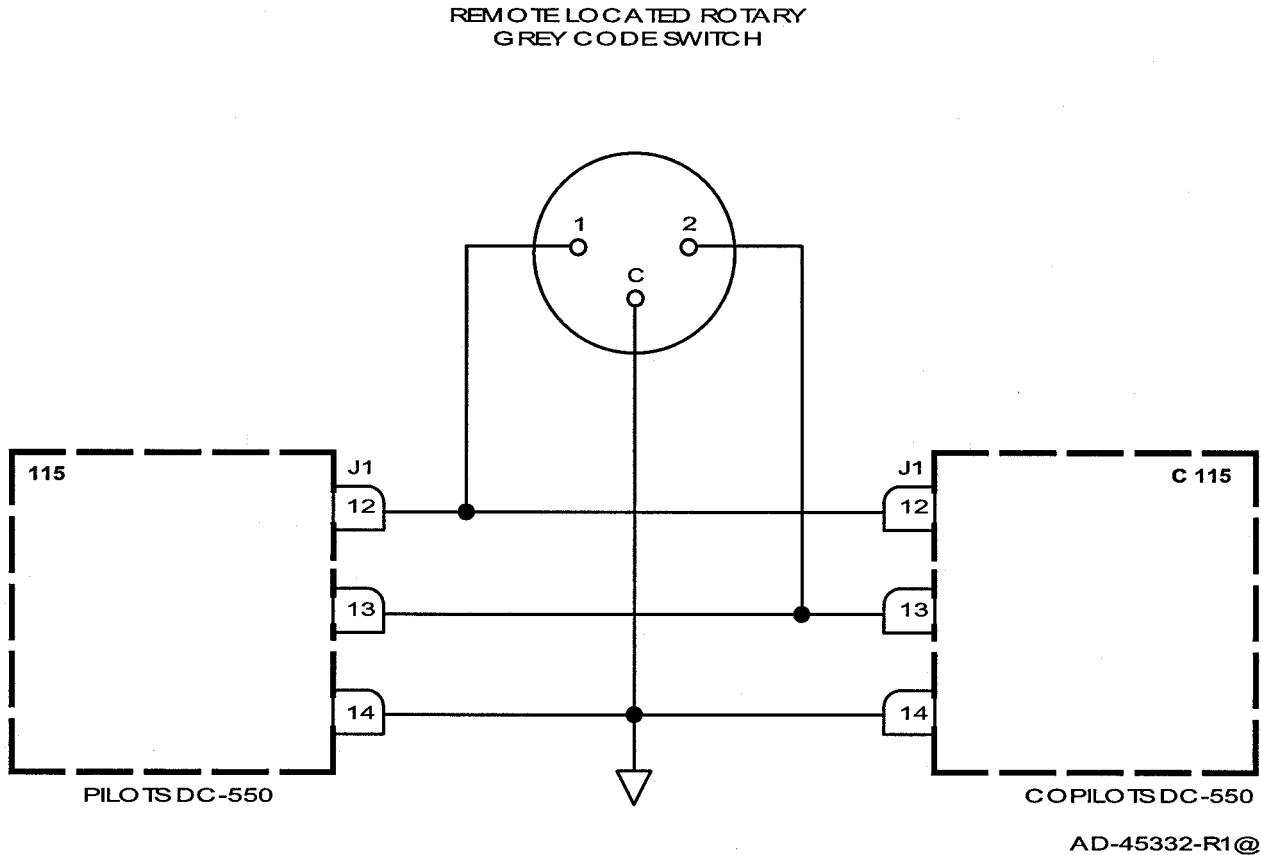 REMOTE LOCATED ROTARY
GREY CODE SWITCH
1
2
C
115
J1
J1
C 115
12
12
13
13
14
14
PILOTS DC-550
COPILOTS DC-550
AD-45332-R1@